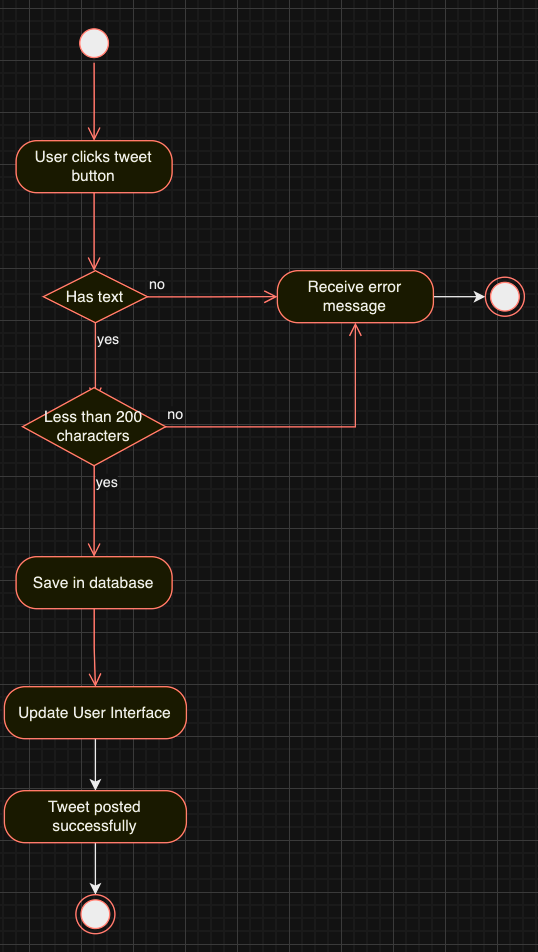 User clicks tweet
button
Has text
no
Receive error
message
yes
Less than 200
characters
no
yes
Save in database
Update User Interface
Tweet posted
successfully